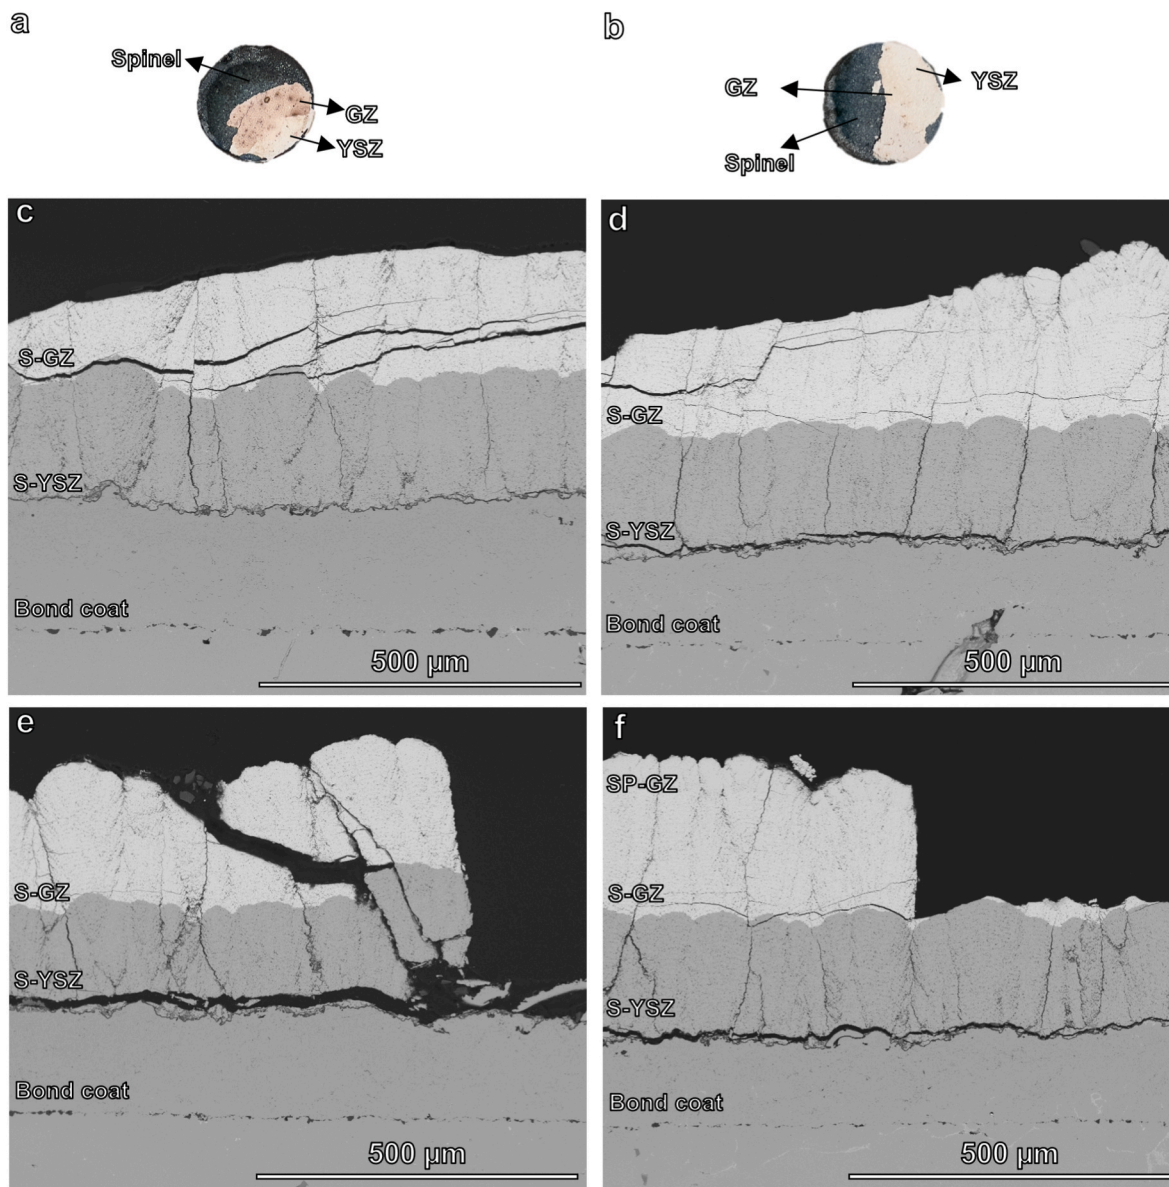 a
Spinel
GZ
YSZ
b
GZ
YSZ
Spinel
c
S-GZ
S-YSZ
Bond coat
500 µm
d
S-GZ
S-YSZ
Bond coat
500 µm
e
S-GZ
S-YSZ
Bond coat
500 µm
f
SP-GZ
S-GZ
S-YSZ
Bond coat
500 µm